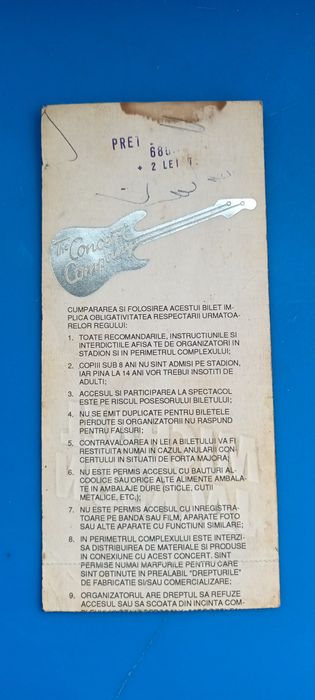 PRET
680
+ 2 LEI T.
The Concert
Company
CUMPARAREA SI FOLOSIREA ACESTUI BILET IM-
PLICA OBLIGATIVITATEA RESPECTARII URMATOA-
RELOR REGULI:
1. TOATE RECOMANDARILE, INSTRUCTIUNILE SI
INTERDICTIILE AFISATE DE ORGANIZATORI IN
STADION SI IN PERIMETRUL COMPLEXULUI;
2. COPIII SUB 8 ANI NU SINT ADMISI PE STADION,
IAR PINA LA 14 ANI VOR TREBUI INSOTITI DE
ADULTI;
3. ACCESUL SI PARTICIPAREA LA SPECTACOL
ESTE PE RISCUL POSESORULUI BILETULUI;
4. NU SE EMIT DUPLICATE PENTRU BILETELE
PIERDUTE SI ORGANIZATORII NU RASPUND
PENTRU FALSURI;
5. CONTRAVALOAREA IN LEI A BILETULUI VA FI
RESTITUITA NUMAI IN CAZUL ANULARII CON-
CERTULUI IN SITUATII DE FORTA MAJORA;
6. NU ESTE PERMIS ACCESUL CU BAUTURI AL-
COOLICE SAU ORICE ALTE ALIMENTE AMBALA-
TE IN AMBALAJE DURE (STICLE, CUTII
METALICE, ETC.);
7. NU ESTE PERMIS ACCESUL CU INREGISTRA-
TOARE PE BANDA SAU FILM, APARATE FOTO
SAU ALTE APARATE CU FUNCTIUNI SIMILARE;
8. IN PERIMETRUL COMPLEXULUI ESTE INTERZI-
SA DISTRIBUIREA DE MATERIALE SI PRODUSE
IN CONEXIUNE CU ACEST CONCERT. SINT
PERMISE NUMAI MARFURILE PENTRU CARE
SINT OBTINUTE IN PREALABIL "DREPTURILE"
DE FABRICATIE SI/SAU COMERCIALIZARE;
9. ORGANIZATORUL ARE DREPTUL SA REFUZE
ACCESUL SAU SA SCOATA DIN INCINTA COM-